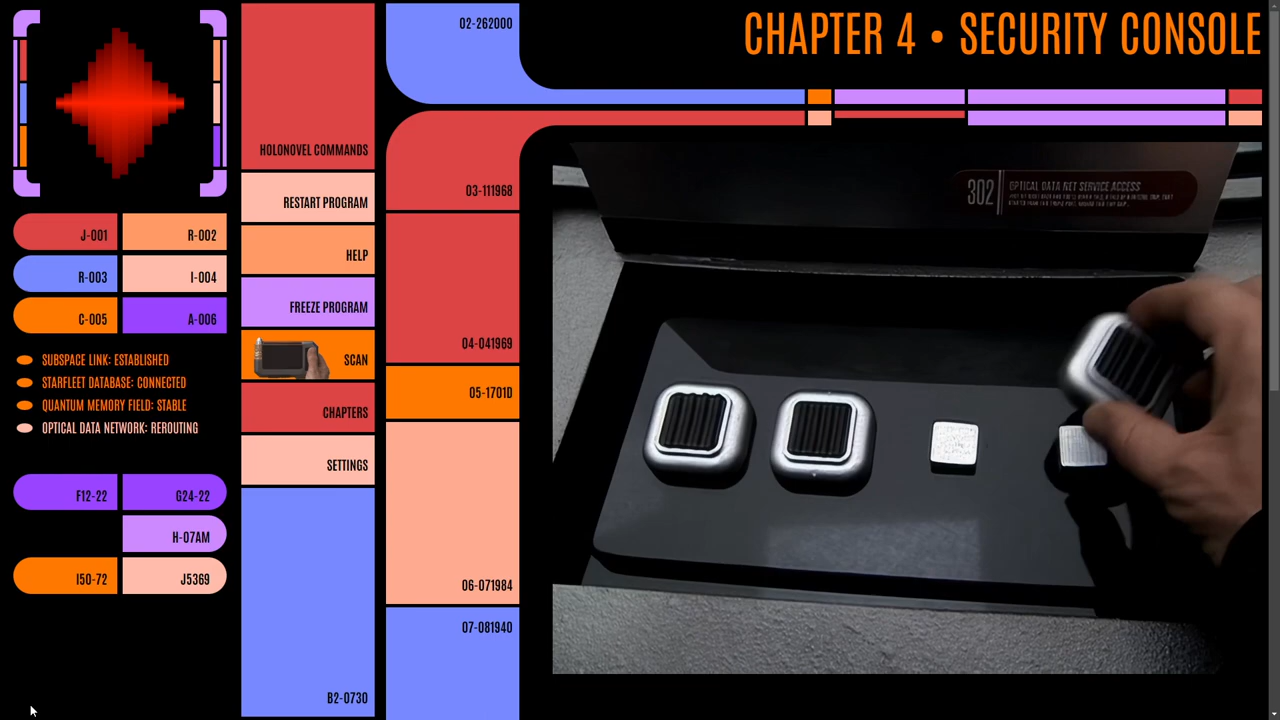 CHAPTER 4 • SECURITY CONSOLE
J-001
R-002
R-003
I-004
C-005
A-006
SUBSPACE LINK: ESTABLISHED
STARFLEET DATABASE: CONNECTED
QUANTUM MEMORY FIELD: STABLE
OPTICAL DATA NETWORK: REROUTING
F12-22
G24-22
H-07AM
I50-72
J5369
HOLONOVEL COMMANDS
RESTART PROGRAM
HELP
FREEZE PROGRAM
SCAN
CHAPTERS
SETTINGS
B2-0730
02-262000
03-111968
04-041969
05-1701D
06-071984
07-081940
302
OPTICAL DATA NET SERVICE ACCESS